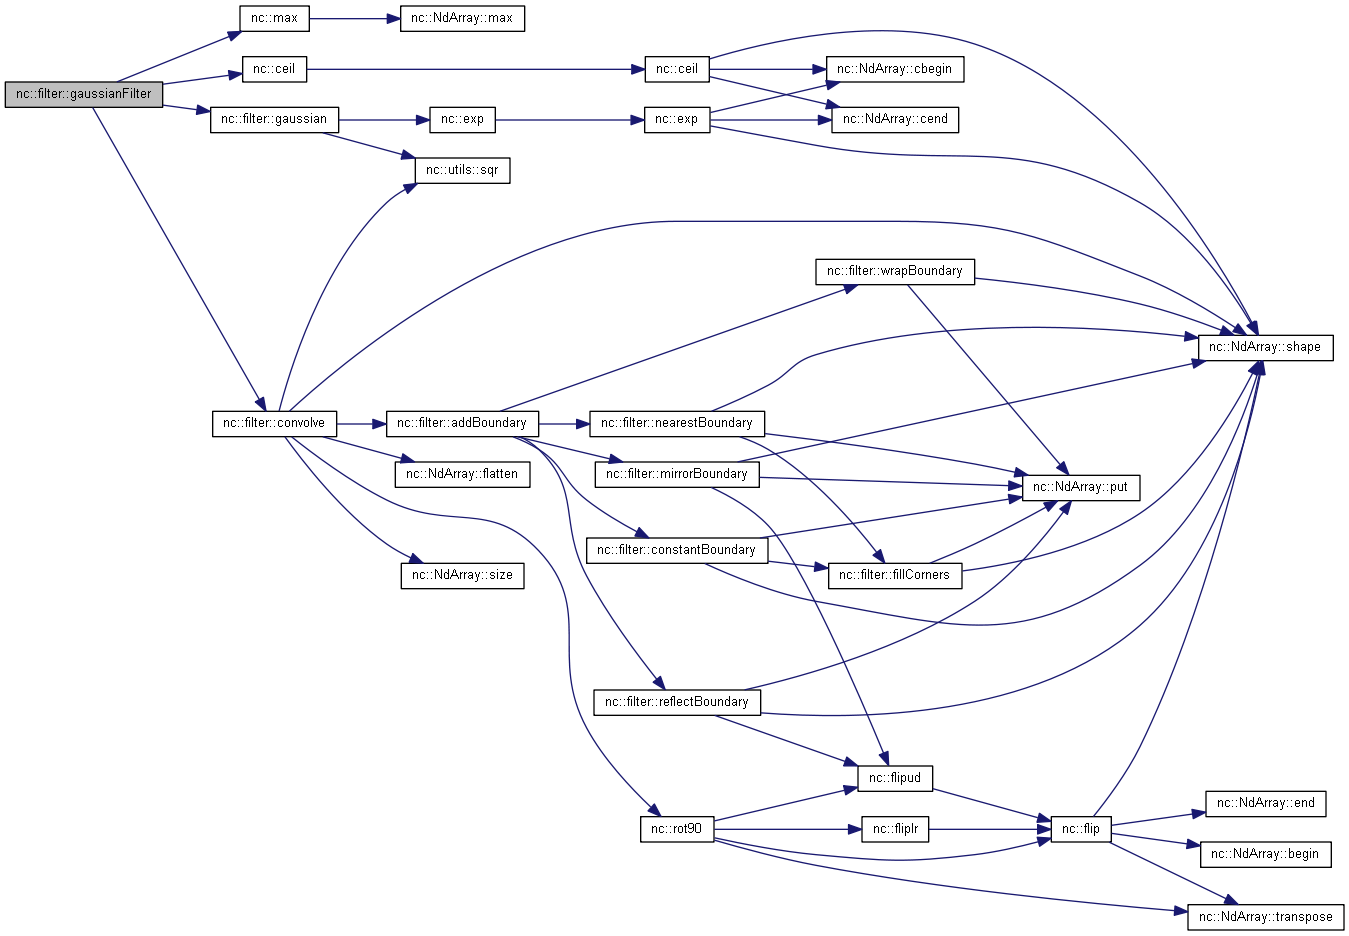 nc::max
nc::NdArray::max
nc::ceil
nc::ceil
nc::NdArray::cbegin
nc::filter::gaussianFilter
nc::filter::gaussian
nc::exp
nc::exp
nc::NdArray::cend
nc::utils::sqr
nc::filter::wrapBoundary
nc::NdArray::shape
nc::filter::convolve
nc::filter::addBoundary
nc::filter::nearestBoundary
nc::NdArray::flatten
nc::filter::mirrorBoundary
nc::NdArray::put
nc::filter::constantBoundary
nc::NdArray::size
nc::filter::fillCorners
nc::filter::reflectBoundary
nc::flipud
nc::NdArray::end
nc::rot90
nc::fliplr
nc::flip
nc::NdArray::begin
nc::NdArray::transpose